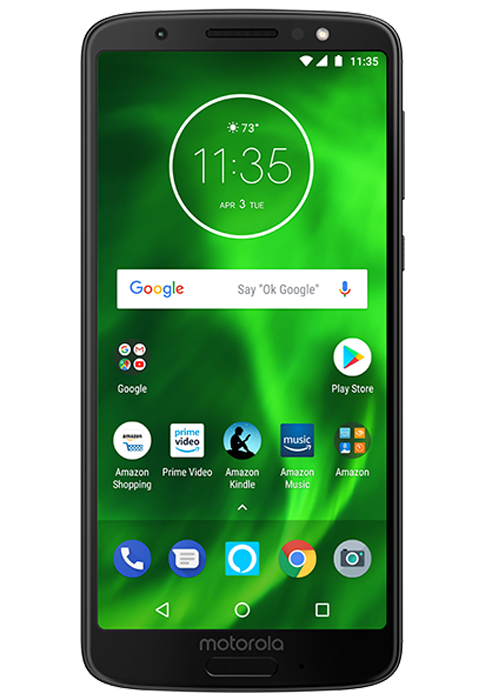 11:35
73°
11:35
APR 3 TUE
Google Say "Ok Google"
Google Play Store
amazon prime video music
Amazon Shopping Prime Video Amazon Kindle Amazon Music Amazon
motorola